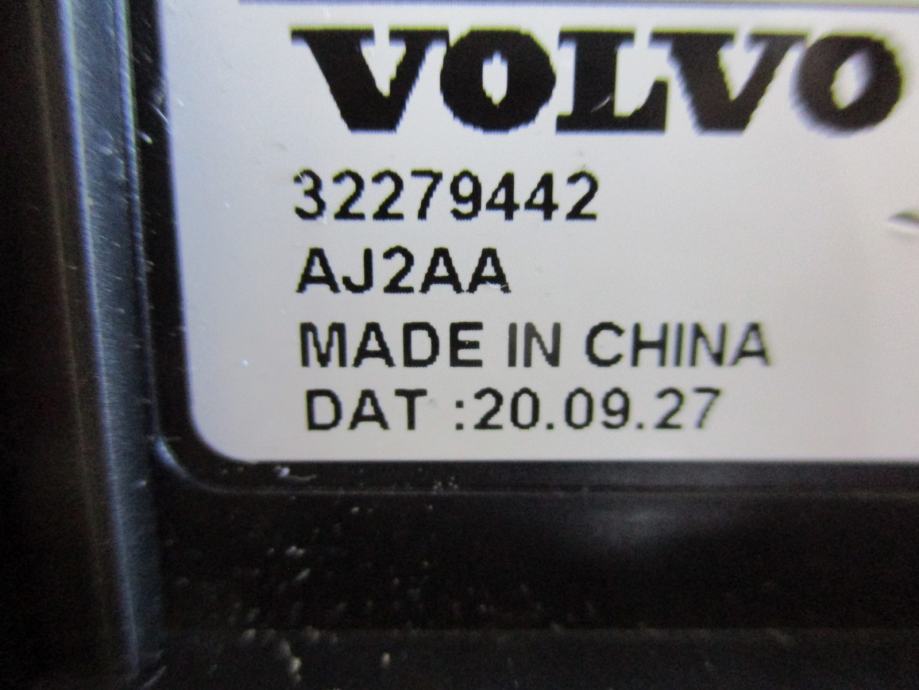 VOLVO
32279442
AJ2AA
MADE IN CHINA
DAT :20.09.27